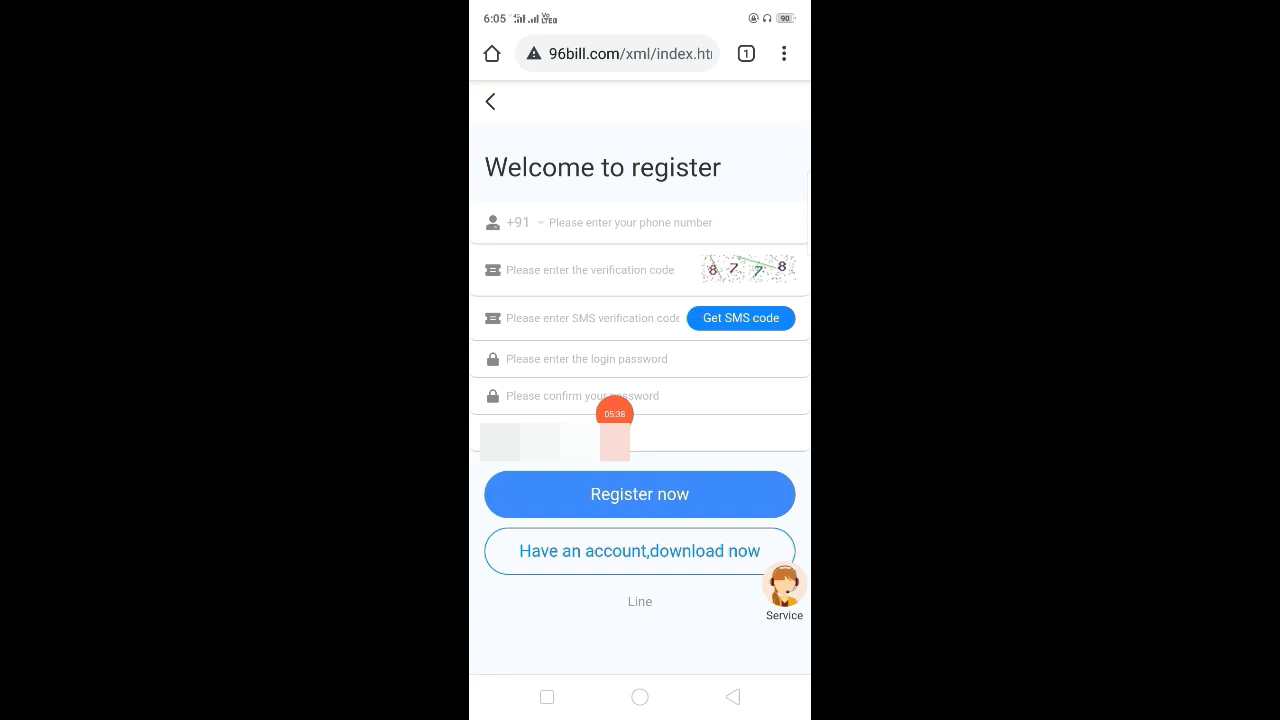 6:05
90
96bill.com/xml/index.ht
1
Welcome to register
+91 Please enter your phone number
Please enter the verification code 8 7 7 8
Please enter SMS verification code Get SMS code
Please enter the login password
Please confirm your password
05:38
Register now
Have an account,download now
Service
Line